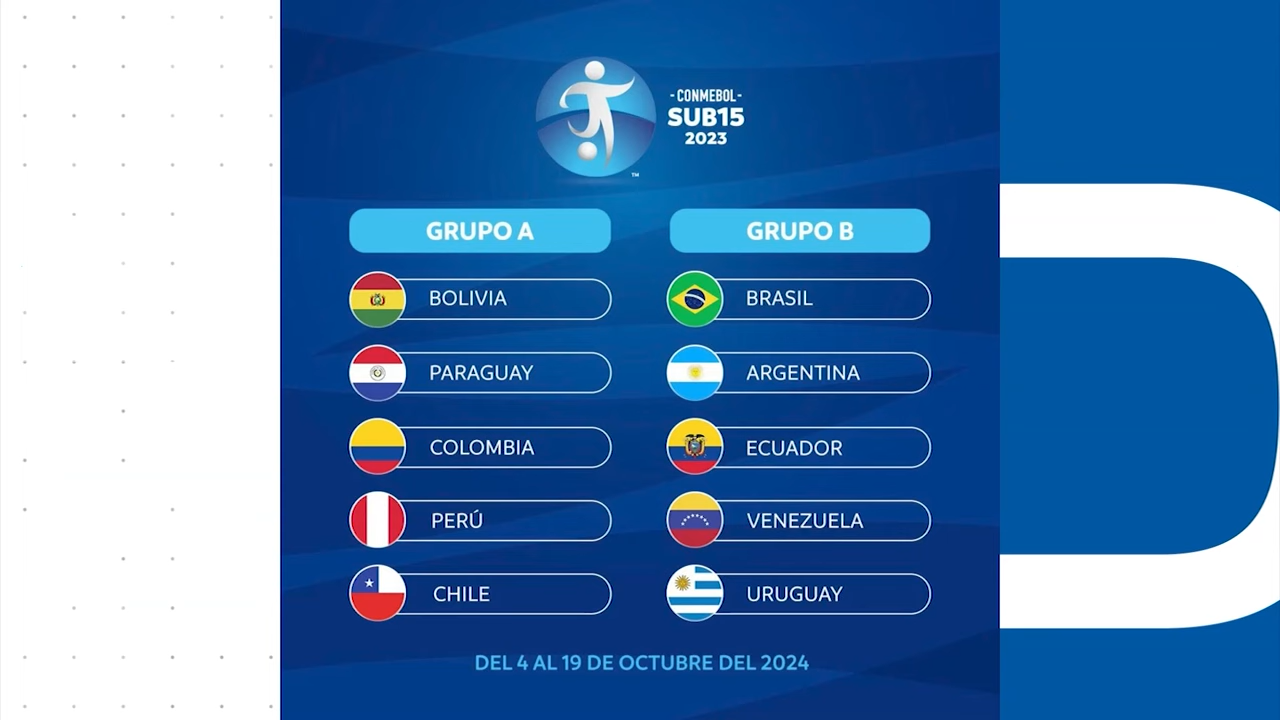 - CONMEBOL -
SUB15
2023
TM
GRUPO A
BOLIVIA
PARAGUAY
COLOMBIA
PERÚ
CHILE
GRUPO B
BRASIL
ARGENTINA
ECUADOR
VENEZUELA
URUGUAY
DEL 4 AL 19 DE OCTUBRE DEL 2024